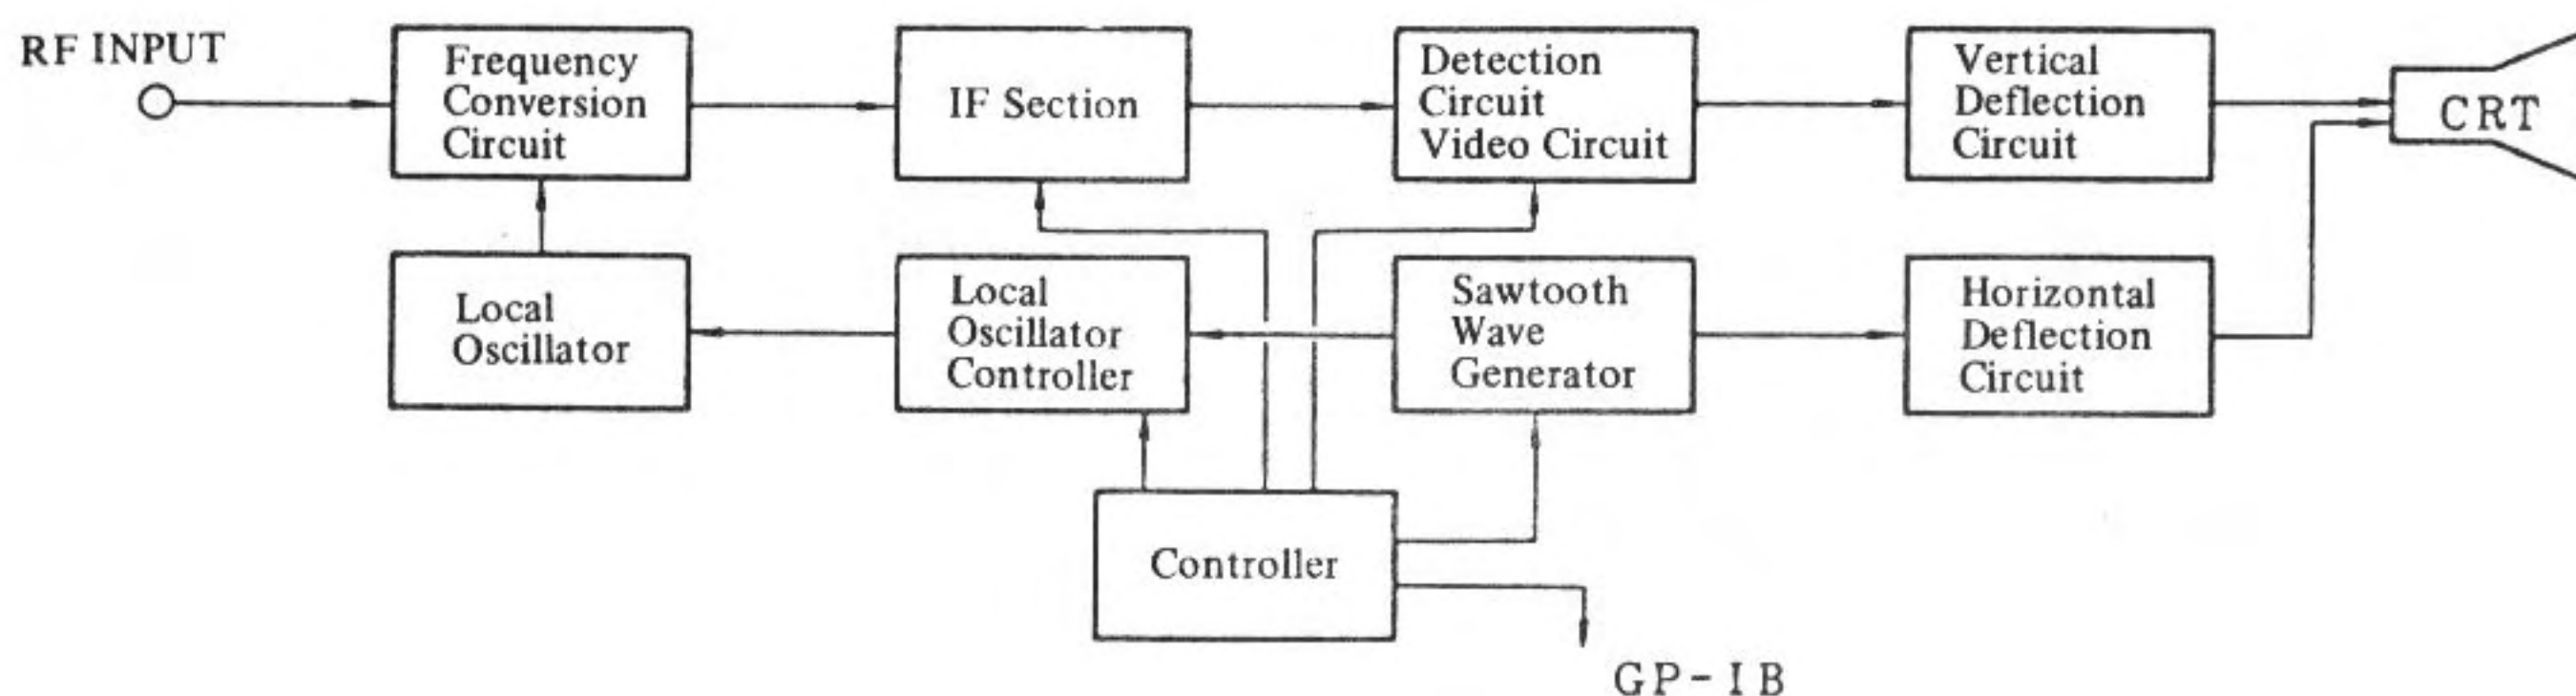 RF INPUT
Frequency
Conversion
Circuit
IF Section
Detection
Circuit
Video Circuit
Vertical
Deflection
Circuit
CRT
Local
Oscillator
Local
Oscillator
Controller
Sawtooth
Wave
Generator
Horizontal
Deflection
Circuit
Controller
GP-IB